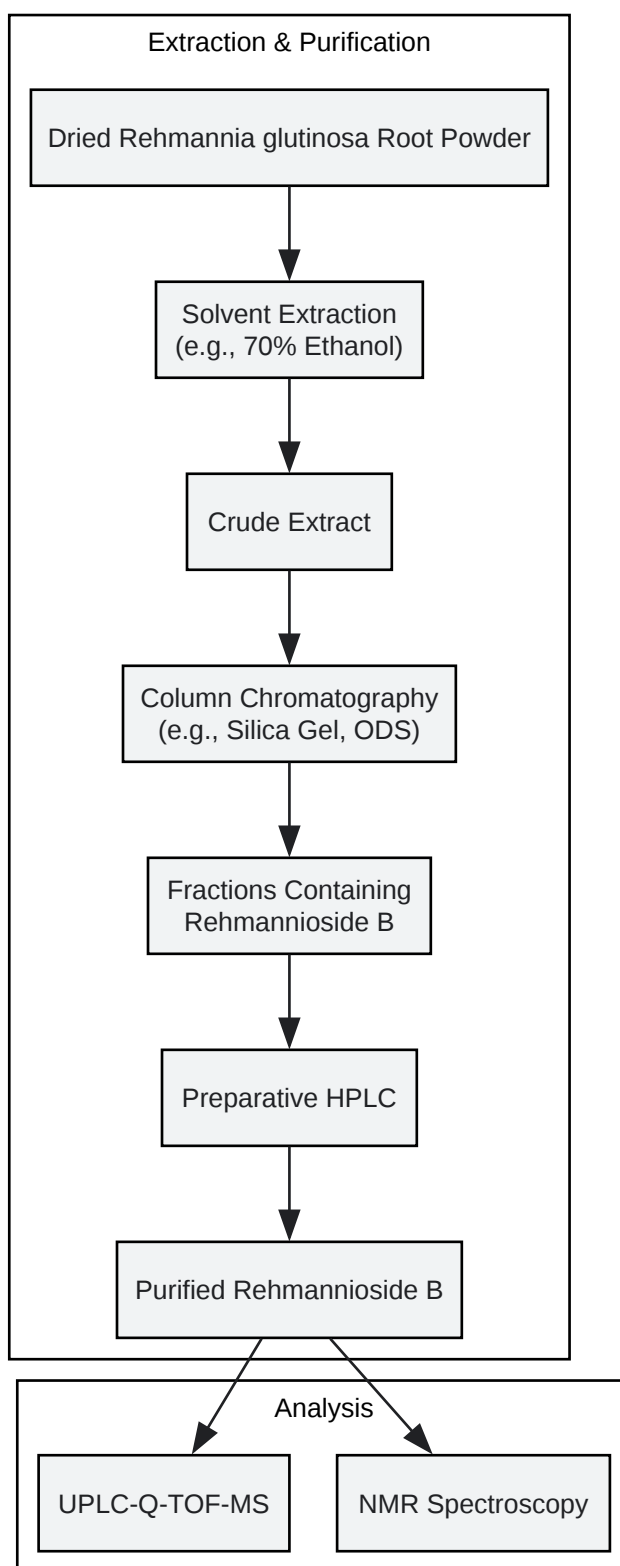 Extraction & Purification
Dried Rehmannia glutinosa Root Powder
Solvent Extraction
(e.g., 70% Ethanol)
Crude Extract
Column Chromatography
(e.g., Silica Gel, ODS)
Fractions Containing
Rehmannioside B
Preparative HPLC
Purified Rehmannioside B
Analysis
UPLC-Q-TOF-MS
NMR Spectroscopy